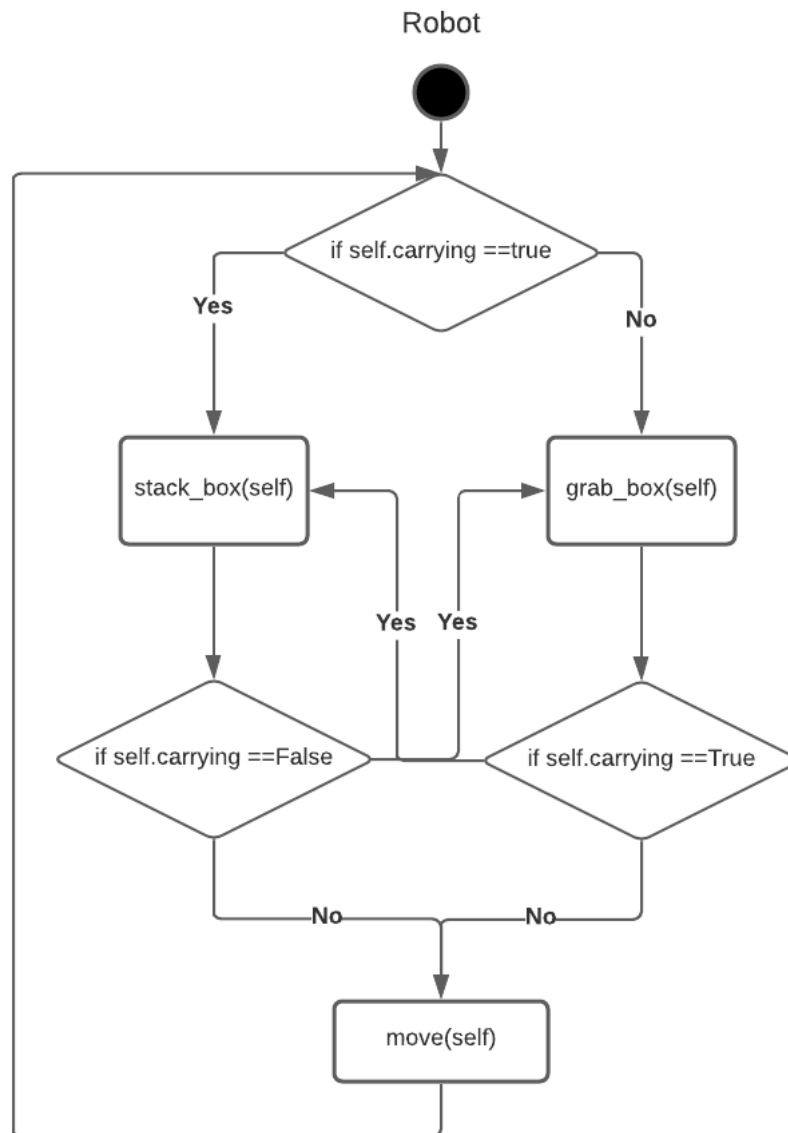 Robot
if self.carrying ==true
Yes
No
stack_box(self)
grab_box(self)
Yes
Yes
if self.carrying ==False
if self.carrying ==True
No
No
move(self)